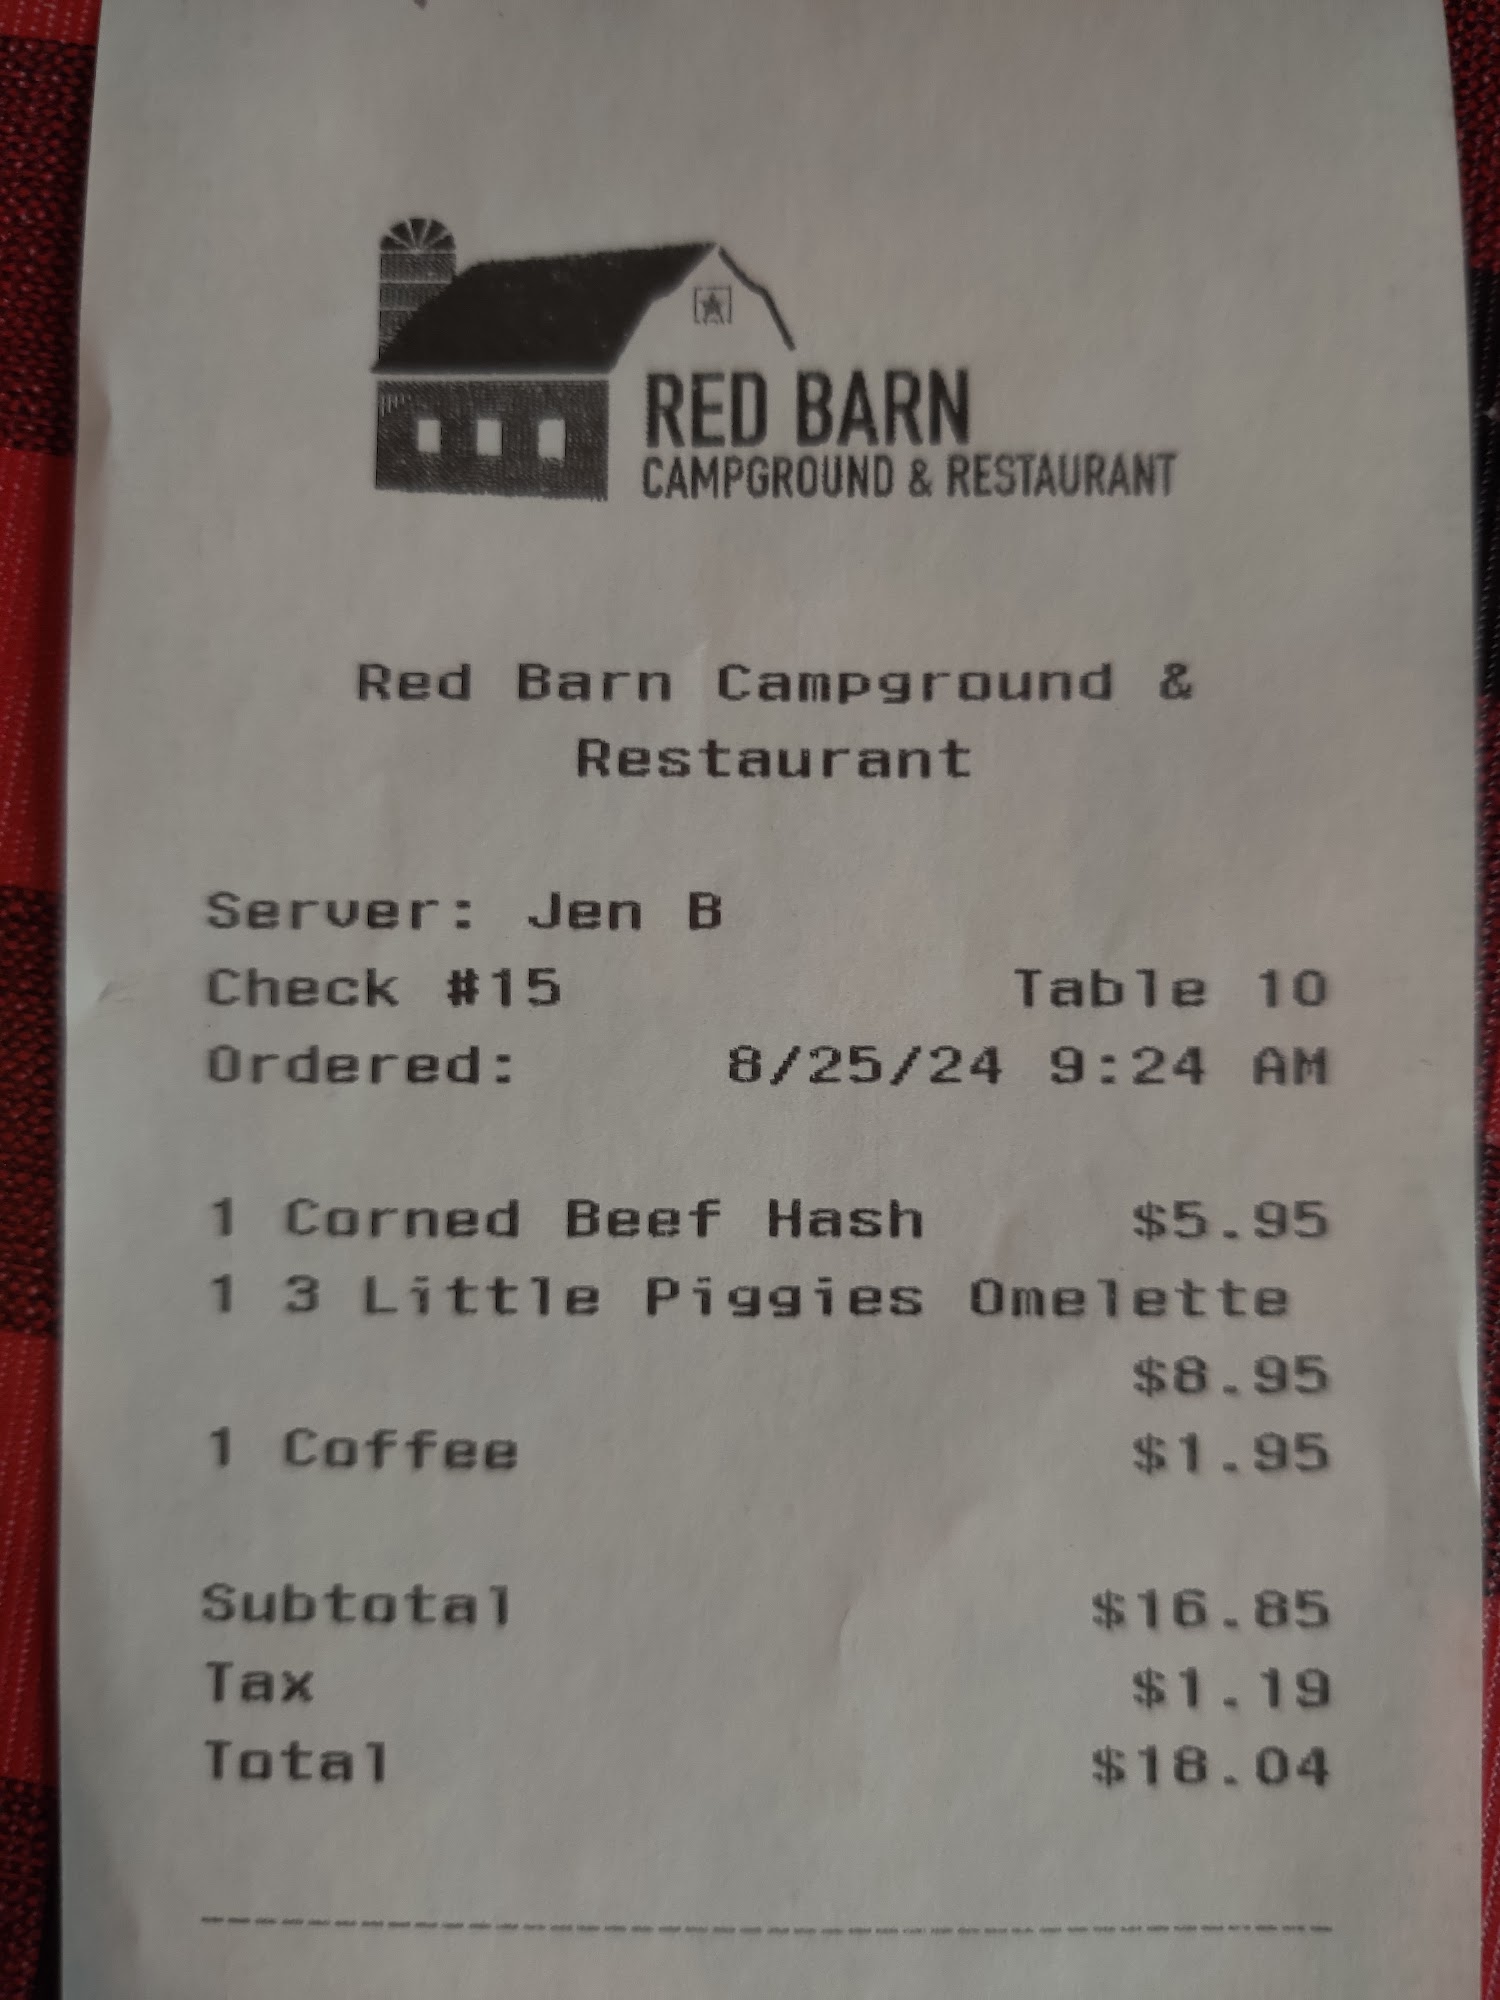 RED BARN
CAMPGROUND & RESTAURANT
Red Barn Campground &
Restaurant
Server: Jen B
Check #15 Table 10
Ordered: 8/25/24 9:24 AM
1 Corned Beef Hash $5.95
1 3 Little Piggies Omelette
$8.95
1 Coffee $1.95
Subtotal $16.85
Tax $1.19
Total $18.04